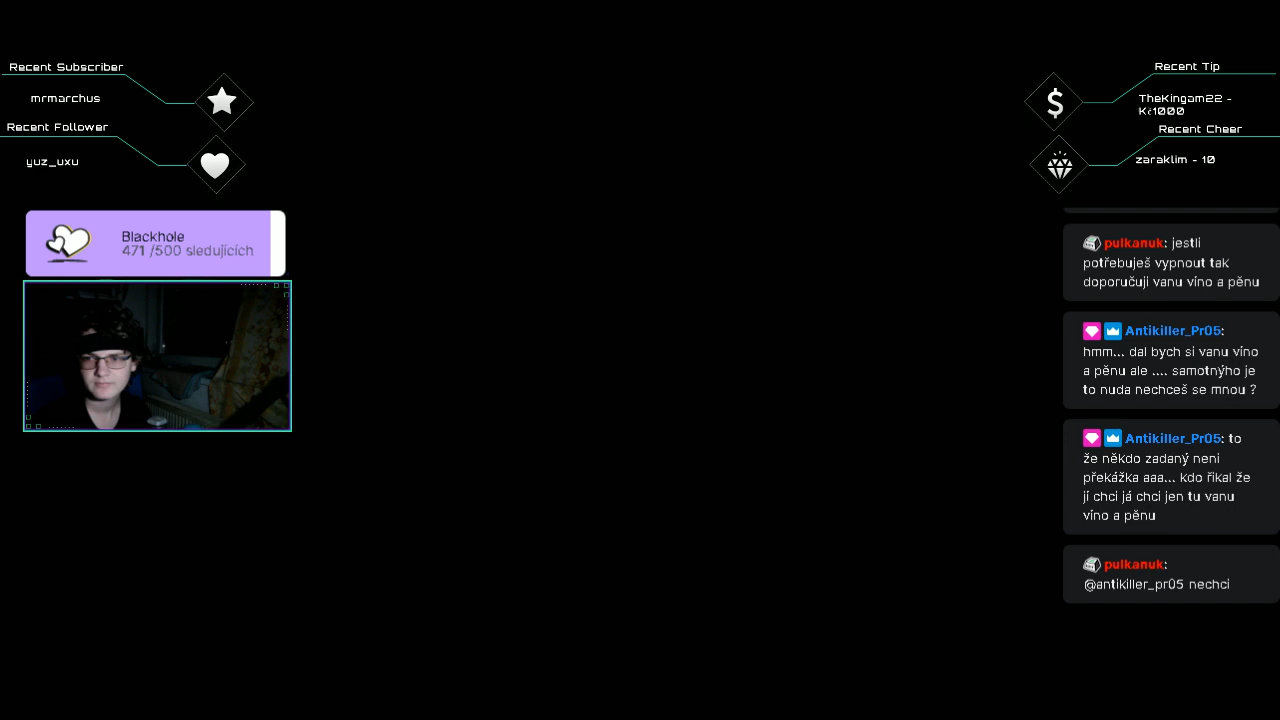 Recent Subscriber
mrmarchus
Recent Follower
yuz_uxu
Blackhole
471 /500 sledujících
Recent Tip
TheKingam22 -
Kč1000
Recent Cheer
zaraklim - 10
pulkanuk: jestli
potřebuješ vypnout tak
doporučuji vanu víno a pěnu
Antikiller_Pr05:
hmm... dal bych si vanu víno
a pěnu ale .... samotnýho je
to nuda nechceš se mnou ?
Antikiller_Pr05: to
že někdo zadaný není
překážka aaa... kdo řikal že
jí chci já chci jen tu vanu
víno a pěnu
pulkanuk:
@antikiller_pr05 nechci